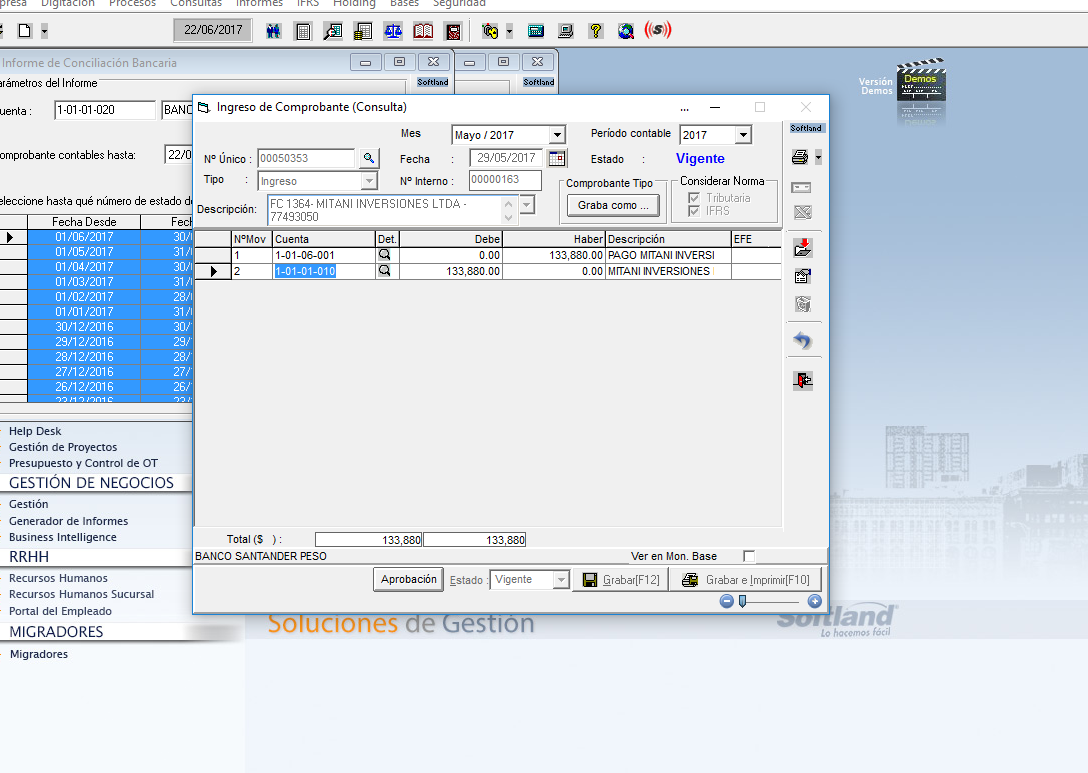 presa Digitación Procesos Consultas Informes IFRS Holding Bases Seguridad
22/06/2017
Informe de Conciliación Bancaria
arámetros del Informe
Softland
Softland
uenta : 1-01-01-020 BANC
omprobante contables hasta: 22/0
eleccione hasta qué número de estado de
Fecha Desde Fech
01/06/2017 30/
01/05/2017 31/
01/04/2017 30/
01/03/2017 31/
01/02/2017 28/
01/01/2017 31/
30/12/2016 30/
29/12/2016 29/
28/12/2016 28/
27/12/2016 27/
26/12/2016 26/
23/12/2016 23/
Help Desk
Gestión de Proyectos
Presupuesto y Control de OT
GESTIÓN DE NEGOCIOS
Gestión
Generador de Informes
Business Intelligence
RRHH
Recursos Humanos
Recursos Humanos Sucursal
Portal del Empleado
MIGRADORES
Migradores
Versión
Demos
Demos
Ingreso de Comprobante (Consulta)
...
Softland
Mes Mayo / 2017 Período contable 2017
Nº Único : 00050353 Fecha : 29/05/2017 Estado : Vigente
Tipo : Ingreso Nº Interno : 00000163
Comprobante Tipo
Graba como ...
Considerar Norma
Tributaria
IFRS
Descripción: FC 1364- MITANI INVERSIONES LTDA -
77493050
NºMov Cuenta Det. Debe Haber Descripción EFE
1 1-01-06-001 0.00 133,880.00 PAGO MITANI INVERSI
2 1-01-01-010 133,880.00 0.00 MITANI INVERSIONES
Total ($ ) : 133,880 133,880
BANCO SANTANDER PESO Ver en Mon. Base
Aprobación Estado : Vigente Grabar[F12] Grabar e Imprimir[F10]
Soluciones de Gestión
Softland
Lo hacemos fácil